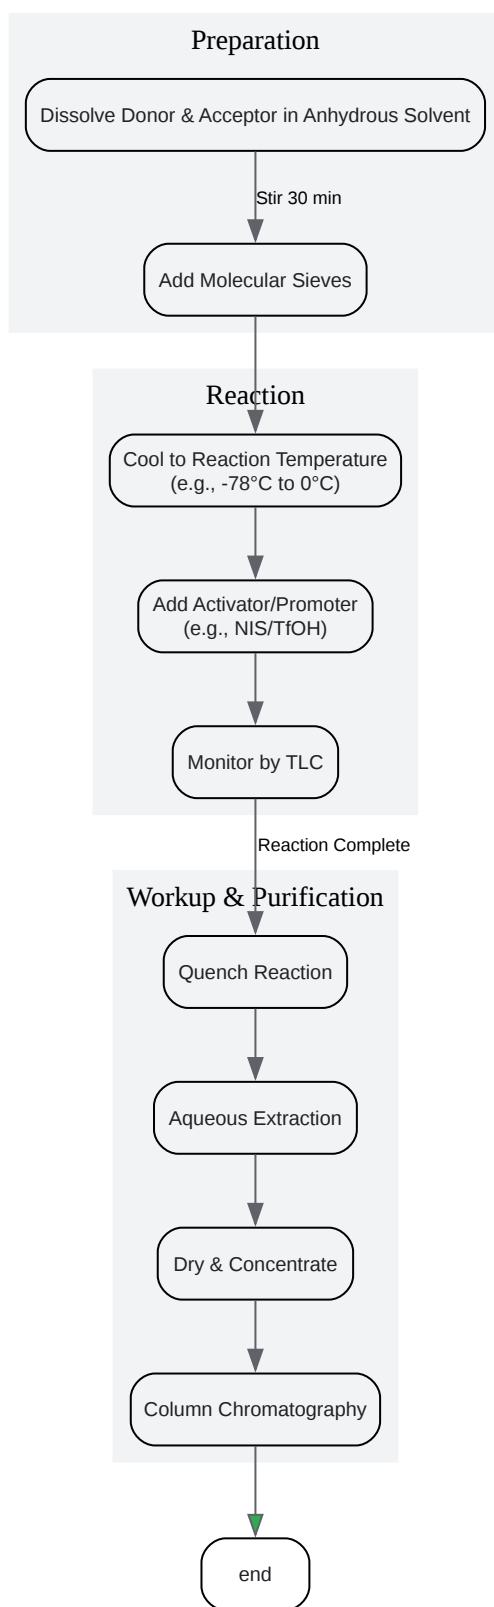 Preparation
Dissolve Donor & Acceptor in Anhydrous Solvent
Stir 30 min
Add Molecular Sieves
Reaction
Cool to Reaction Temperature
(e.g., -78°C to 0°C)
Add Activator/Promoter
(e.g., NIS/TfOH)
Monitor by TLC
Reaction Complete
Workup & Purification
Quench Reaction
Aqueous Extraction
Dry & Concentrate
Column Chromatography
end